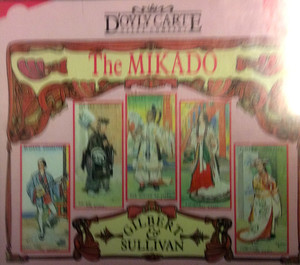 D'OYLY CARTE
The MIKADO
GILBERT
&
SULLIVAN